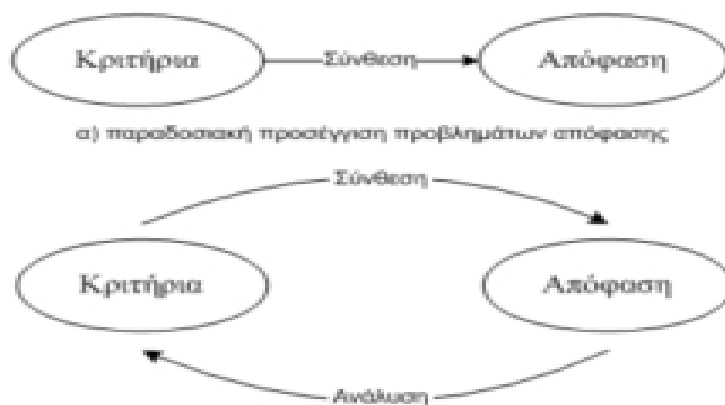 Κριτήρια Σύνθεση Απόφαση
α) παραδοσιακή προσέγγιση προβλημάτων απόφασης
Σύνθεση
Κριτήρια Απόφαση
Ανάλυση